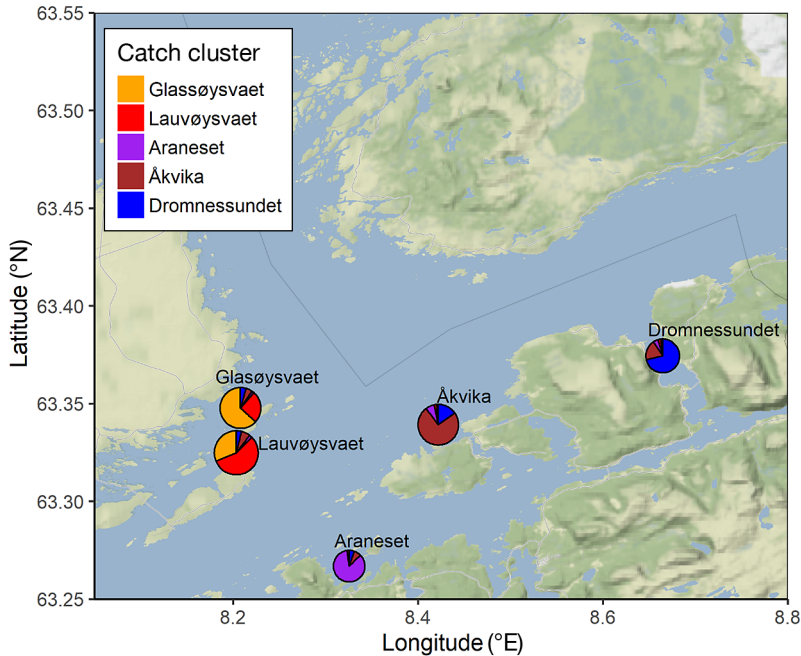 63.55
63.50
63.45
63.40
63.35
63.30
63.25
Latitude (°N)
Catch cluster
Glassøysvaet
Lauvøysvaet
Araneset
Åkvika
Dromnessundet
Dromnessundet
Glasøysvaet
Åkvika
Lauvøysvaet
Araneset
8.2
8.4
8.6
8.8
Longitude (°E)